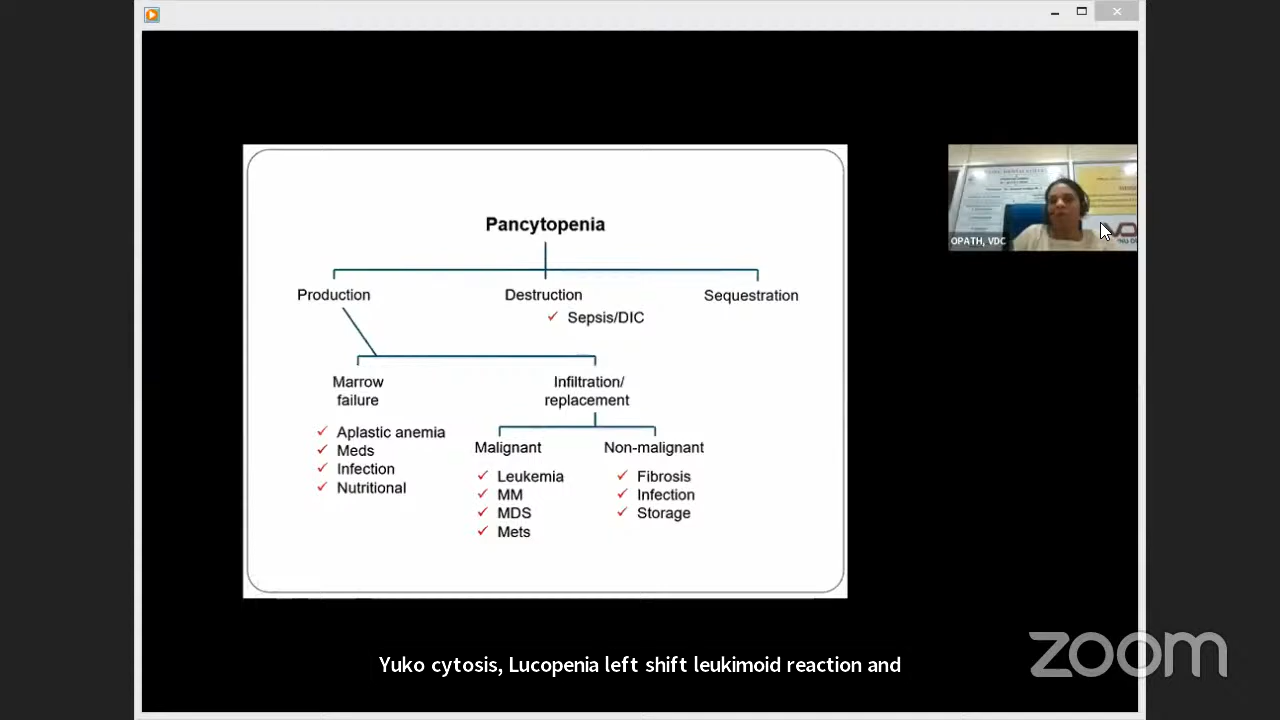 Pancytopenia
Production
Destruction
Sequestration
✓ Sepsis/DIC
Marrow
failure
Infiltration/
replacement
✓ Aplastic anemia
✓ Meds
✓ Infection
✓ Nutritional
Malignant
Non-malignant
✓ Leukemia
✓ MM
✓ MDS
✓ Mets
✓ Fibrosis
✓ Infection
✓ Storage
OPATH, VDC
Yuko cytosis, Lucopenia left shift leukimoid reaction and
zoom